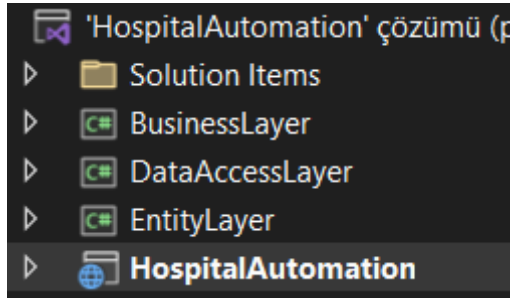 'HospitalAutomation' çözümü (p
Solution Items
C# BusinessLayer
C# DataAccessLayer
C# EntityLayer
HospitalAutomation